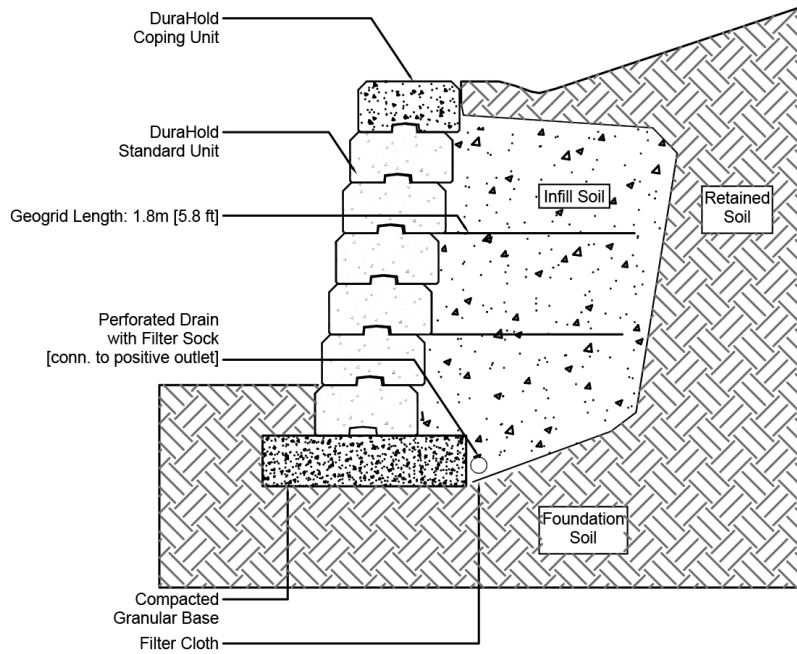 DuraHold
Coping Unit
DuraHold
Standard Unit
Infill Soil
Retained
Soil
Geogrid Length: 1.8m [5.8 ft]
Perforated Drain
with Filter Sock
[conn. to positive outlet]
Foundation
Soil
Compacted
Granular Base
Filter Cloth